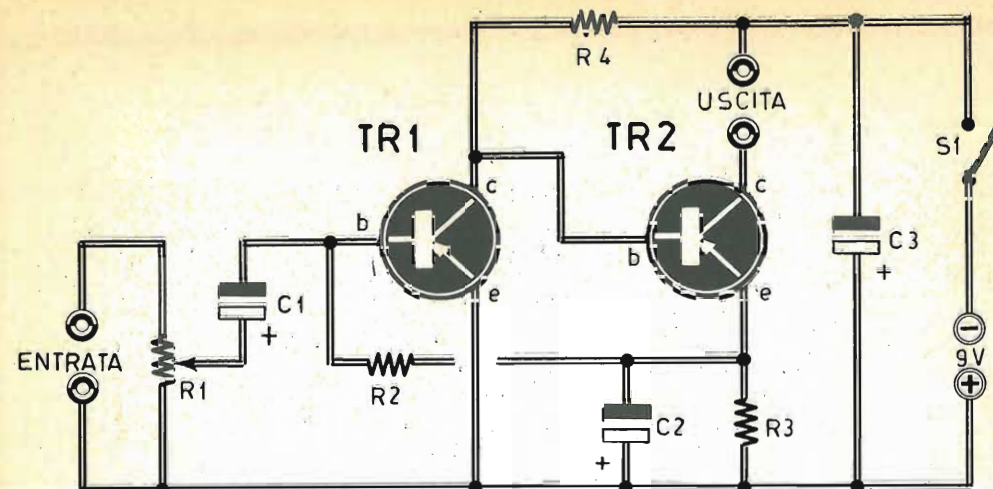 R4
USCITA
TR1
TR2
S1
c
c
b
b
C3
+
C1
+
e
e
−
9V
+
ENTRATA
R1
R2
C2
+
R3